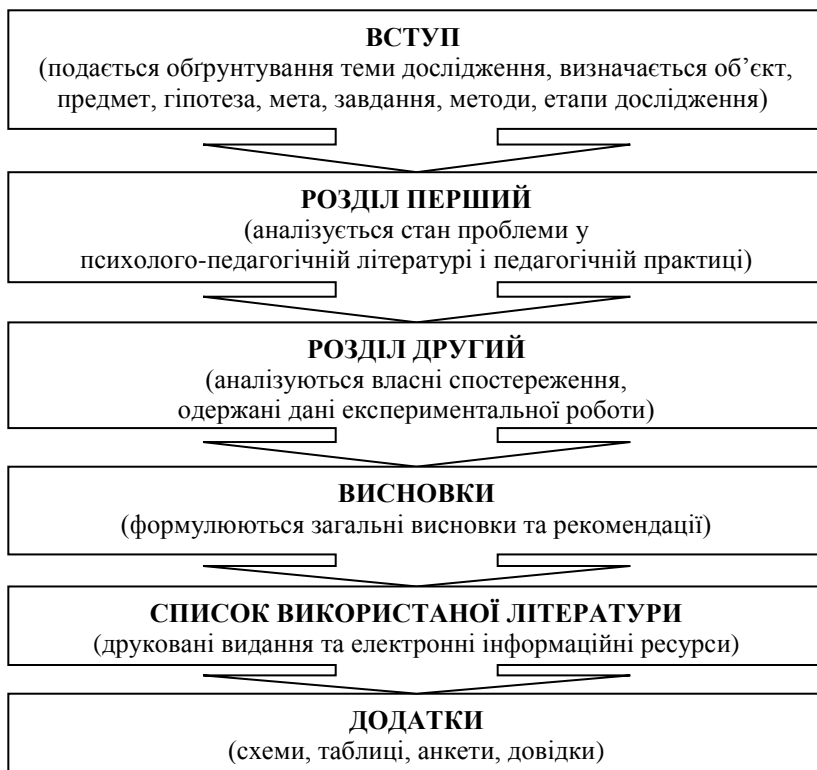 ВСТУП
(подається обґрунтування теми дослідження, визначається об’єкт,
предмет, гіпотеза, мета, завдання, методи, етапи дослідження)
РОЗДІЛ ПЕРШИЙ
(аналізується стан проблеми у
психолого-педагогічній літературі і педагогічній практиці)
РОЗДІЛ ДРУГИЙ
(аналізуються власні спостереження,
одержані дані експериментальної роботи)
ВИСНОВКИ
(формулюються загальні висновки та рекомендації)
СПИСОК ВИКОРИСТАНОЇ ЛІТЕРАТУРИ
(друковані видання та електронні інформаційні ресурси)
ДОДАТКИ
(схеми, таблиці, анкети, довідки)